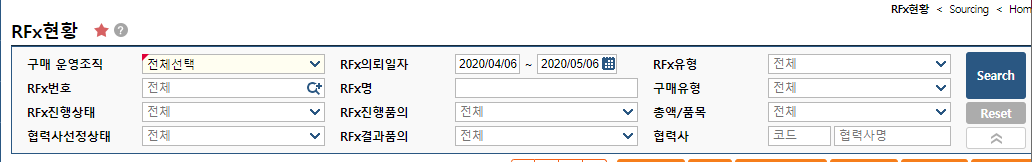 RFx현황 < Sourcing < Hom
RFx현황 ?
구매 운영조직 전체선택 RFx의뢰일자 2020/04/06 ~ 2020/05/06 RFx유형 전체
RFx번호 전체 RFx명 구매유형 전체 Search
RFx진행상태 전체 RFx진행품의 전체 총액/품목 전체 Reset
협력사선정상태 전체 RFx결과품의 전체 협력사 코드 협력사명